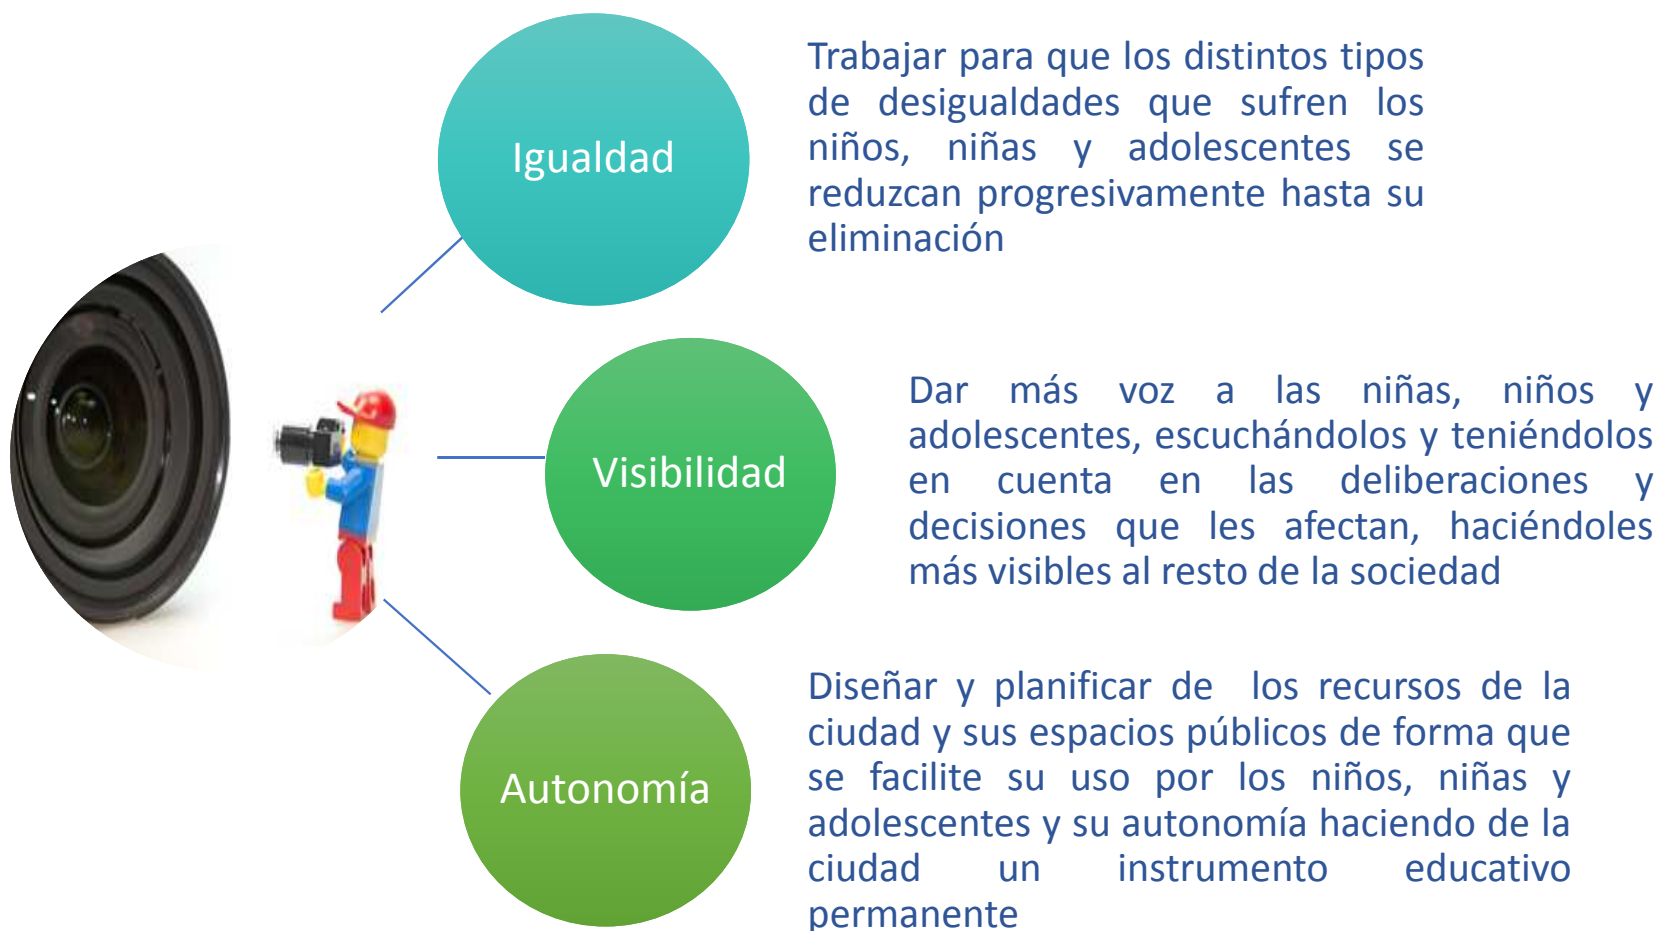 Igualdad
Trabajar para que los distintos tipos
de desigualdades que sufren los
niños, niñas y adolescentes se
reduzcan progresivamente hasta su
eliminación
Visibilidad
Dar más voz a las niñas, niños y
adolescentes, escuchándolos y teniéndolos
en cuenta en las deliberaciones y
decisiones que les afectan, haciéndoles
más visibles al resto de la sociedad
Autonomía
Diseñar y planificar de los recursos de la
ciudad y sus espacios públicos de forma que
se facilite su uso por los niños, niñas y
adolescentes y su autonomía haciendo de la
ciudad un instrumento educativo
permanente